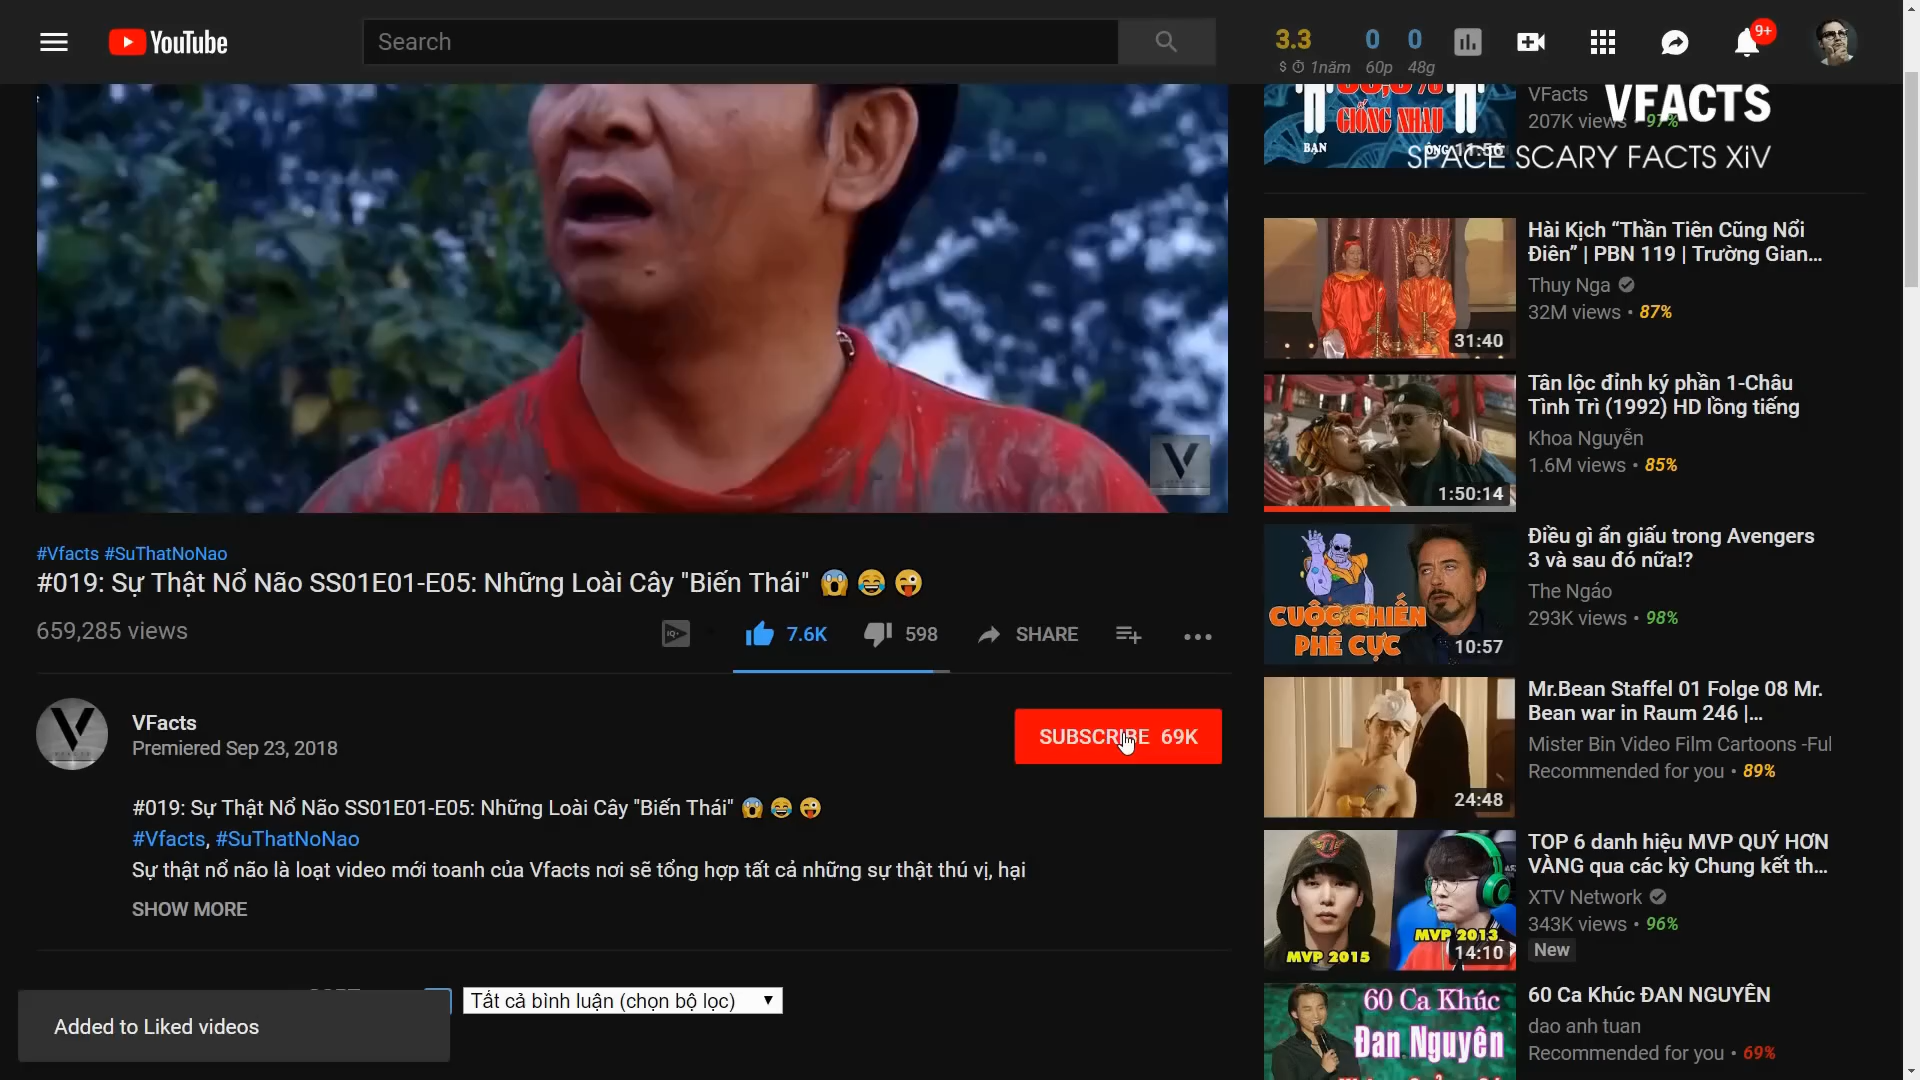 YouTube
Search
3.3
0
0
$ 1năm
60p
48g
9+
VFACTS
SPACE SCARY FACTS XiV
GIỐNG NHAU
BẠN
11:56
VFacts
207K views • 97%
31:40
Hài Kịch “Thần Tiên Cũng Nổi
Điên” | PBN 119 | Trường Gian...
Thuy Nga
32M views • 87%
1:50:14
Tân lộc đỉnh ký phần 1-Châu
Tình Trì (1992) HD lồng tiếng
Khoa Nguyễn
1.6M views • 85%
CUỘC CHIẾN
PHÊ CỰC
10:57
Điều gì ẩn giấu trong Avengers
3 và sau đó nữa!?
The Ngáo
293K views • 98%
24:48
Mr.Bean Staffel 01 Folge 08 Mr.
Bean war in Raum 246 |...
Mister Bin Video Film Cartoons -Ful
Recommended for you • 89%
MVP 2015
MVP 2013
14:10
TOP 6 danh hiệu MVP QUÝ HƠN
VÀNG qua các kỳ Chung kết th...
XTV Network
343K views • 96%
New
60 Ca Khúc
Đan Nguyên
60 Ca Khúc ĐAN NGUYÊN
dao anh tuan
Recommended for you • 69%
#Vfacts #SuThatNoNao
#019: Sự Thật Nổ Não SS01E01-E05: Những Loài Cây "Biến Thái" 😱 😂 😜
659,285 views
IQ
7.6K
598
SHARE
VFacts
Premiered Sep 23, 2018
SUBSCRIBE 69K
#019: Sự Thật Nổ Não SS01E01-E05: Những Loài Cây "Biến Thái" 😱 😂 😜
#Vfacts, #SuThatNoNao
Sự thật nổ não là loạt video mới toanh của Vfacts nơi sẽ tổng hợp tất cả những sự thật thú vị, hại
SHOW MORE
Tất cả bình luận (chọn bộ lọc)
Added to Liked videos